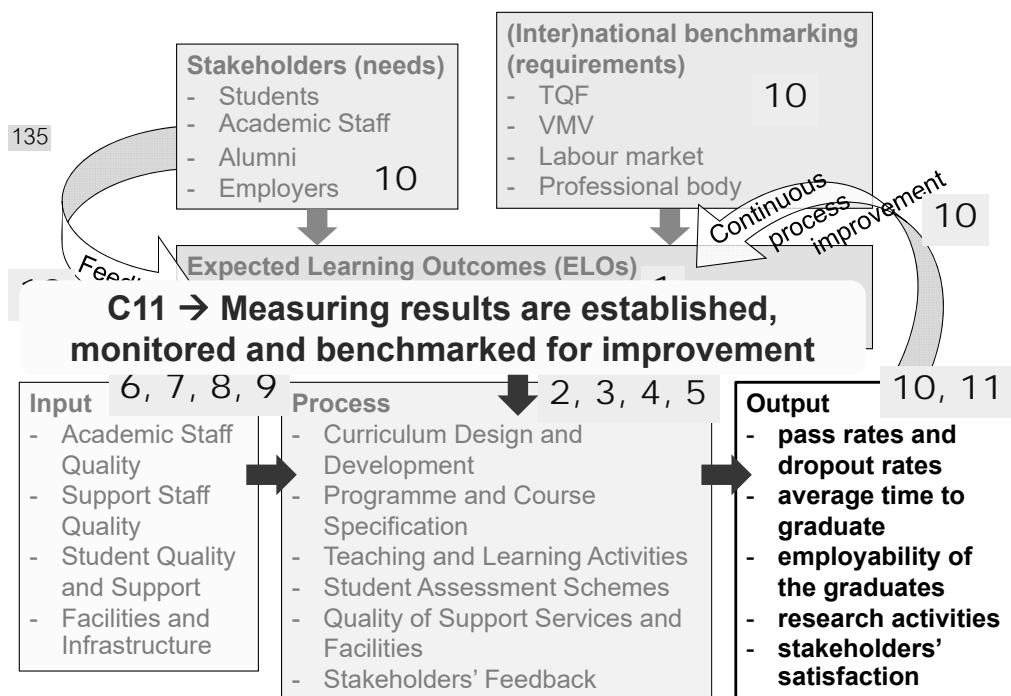 (Inter)national benchmarking
(requirements)
- TQF
- VMV
- Labour market
- Professional body
10
Stakeholders (needs)
- Students
- Academic Staff
- Alumni
- Employers
10
135
Continuous
process
improvement
10
Expected Learning Outcomes (ELOs)
C11 → Measuring results are established,
monitored and benchmarked for improvement
6, 7, 8, 9
Input
- Academic Staff
Quality
- Support Staff
Quality
- Student Quality
and Support
- Facilities and
Infrastructure
2, 3, 4, 5
Process
- Curriculum Design and
Development
- Programme and Course
Specification
- Teaching and Learning Activities
- Student Assessment Schemes
- Quality of Support Services and
Facilities
- Stakeholders' Feedback
10, 11
Output
- pass rates and
dropout rates
- average time to
graduate
- employability of
the graduates
- research activities
- stakeholders'
satisfaction